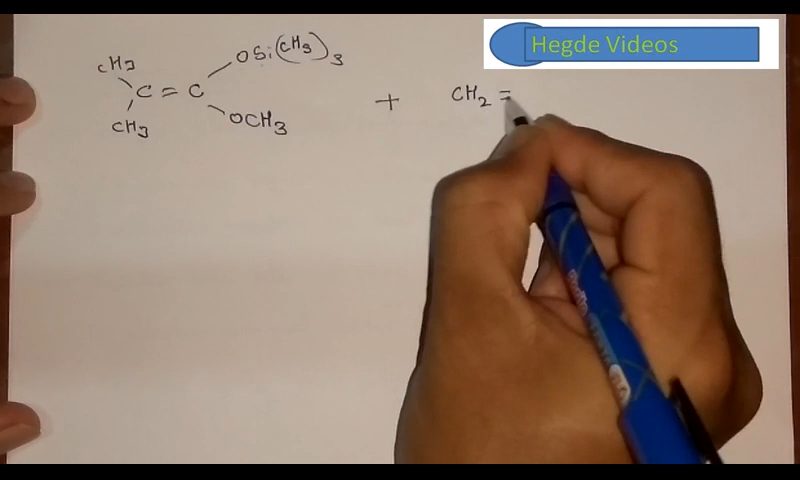 Hegde Videos
CH3 OSi(CH3)3
C = C + CH2 =
CH3 OCH3